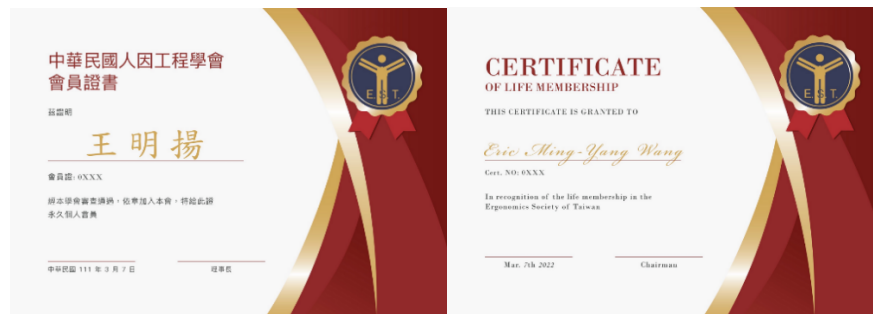 中華民國人因工程學會
會員證書
茲證明
王明揚
會員證: 0XXX
經本學會審查通過，依章加入本會，特給此證
永久個人會員
中華民國 111 年 3 月 7 日
理事長
E.S.T.
CERTIFICATE
OF LIFE MEMBERSHIP
THIS CERTIFICATE IS GRANTED TO
Eric Ming-Yang Wang
Cert. NO: 0XXX
In recognition of the life membership in the
Ergonomics Society of Taiwan
Mar. 7th 2022
Chairman
E.S.T.